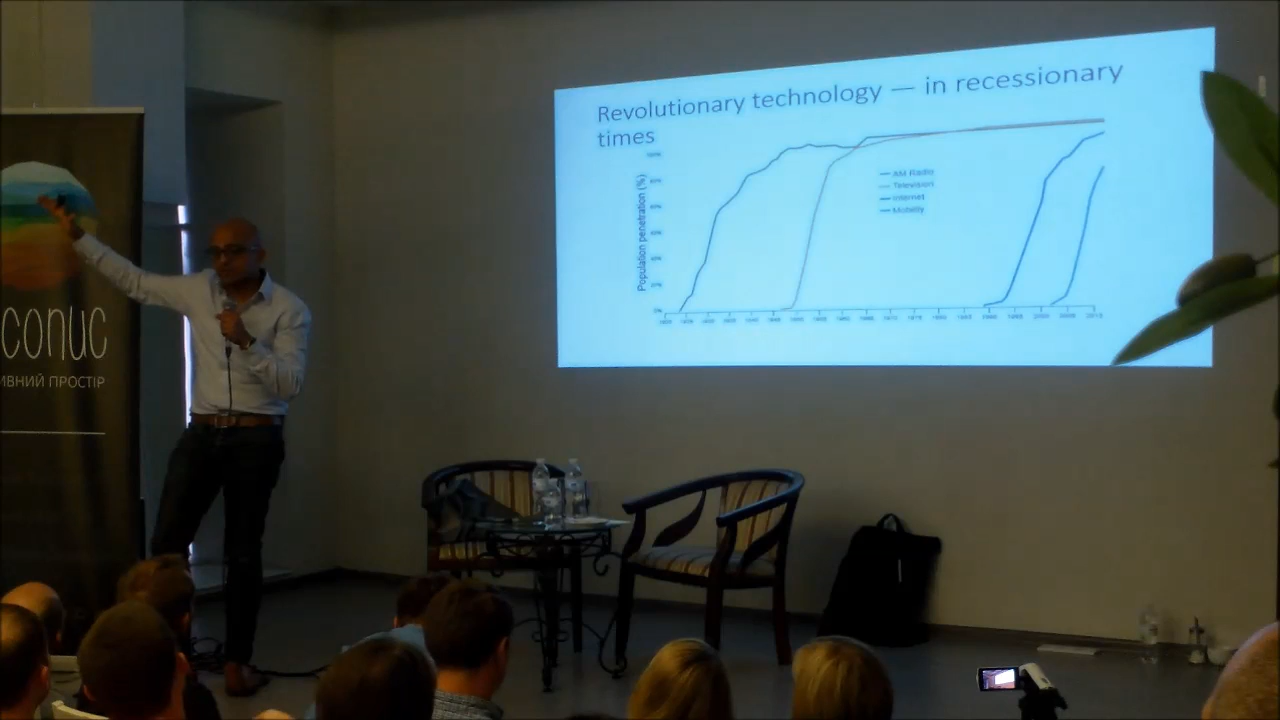 Revolutionary technology — in recessionary
times
Population penetration (%)
AM Radio
Television
Internet
Mobility
conuc
ИВНИЙ ПРОСТІР